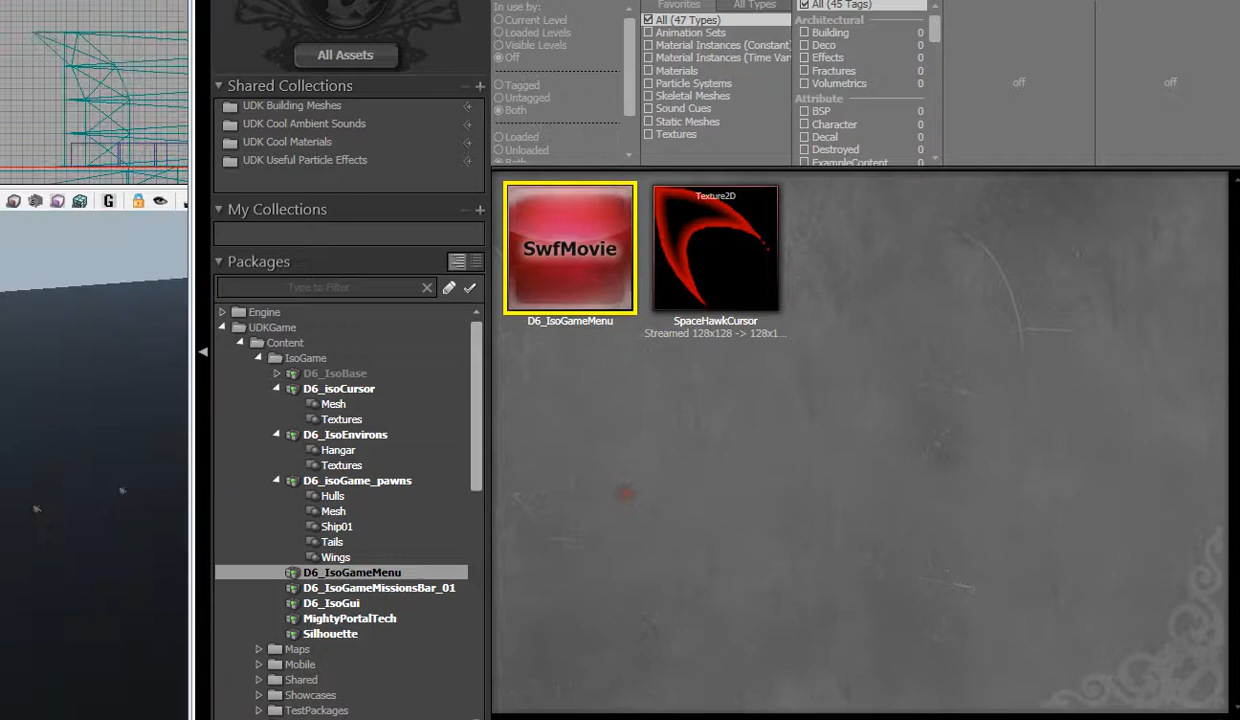 In use by:
Current Level
Loaded Levels
Visible Levels
Off
Tagged
Untagged
Both
Loaded
Unloaded
Both
Favorites All Types
All (47 Types)
Animation Sets
Material Instances (Constant
Material Instances (Time Var
Materials
Particle Systems
Skeletal Meshes
Sound Cues
Static Meshes
Textures
All (45 Tags)
Architectural
Building 0
Deco 0
Effects 0
Fractures 0
Volumetrics 0
Attribute
BSP 0
Character 0
Decal 0
Destroyed 0
ExampleContent 0
off
off
All Assets
Shared Collections
UDK Building Meshes
UDK Cool Ambient Sounds
UDK Cool Materials
UDK Useful Particle Effects
G
My Collections
Packages
Type to Filter
Engine
UDKGame
Content
IsoGame
D6_IsoBase
D6_isoCursor
Mesh
Textures
D6_IsoEnvirons
Hangar
Textures
D6_isoGame_pawns
Hulls
Mesh
Ship01
Tails
Wings
D6_IsoGameMenu
D6_IsoGameMissionsBar_01
D6_IsoGui
MightyPortalTech
Silhouette
Maps
Mobile
Shared
Showcases
TestPackages
SwfMovie
D6_IsoGameMenu
Texture2D
SpaceHawkCursor
Streamed 128x128 -> 128x1...